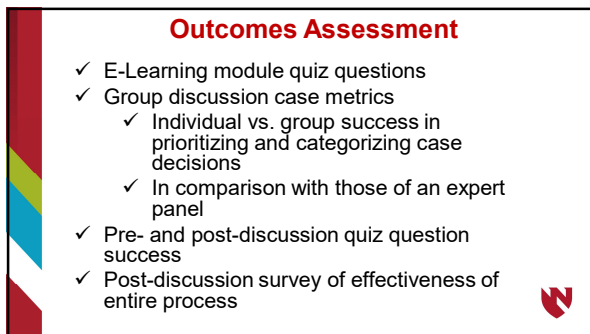 Outcomes Assessment
✓ E-Learning module quiz questions
✓ Group discussion case metrics
✓ Individual vs. group success in
prioritizing and categorizing case
decisions
✓ In comparison with those of an expert
panel
✓ Pre- and post-discussion quiz question
success
✓ Post-discussion survey of effectiveness of
entire process